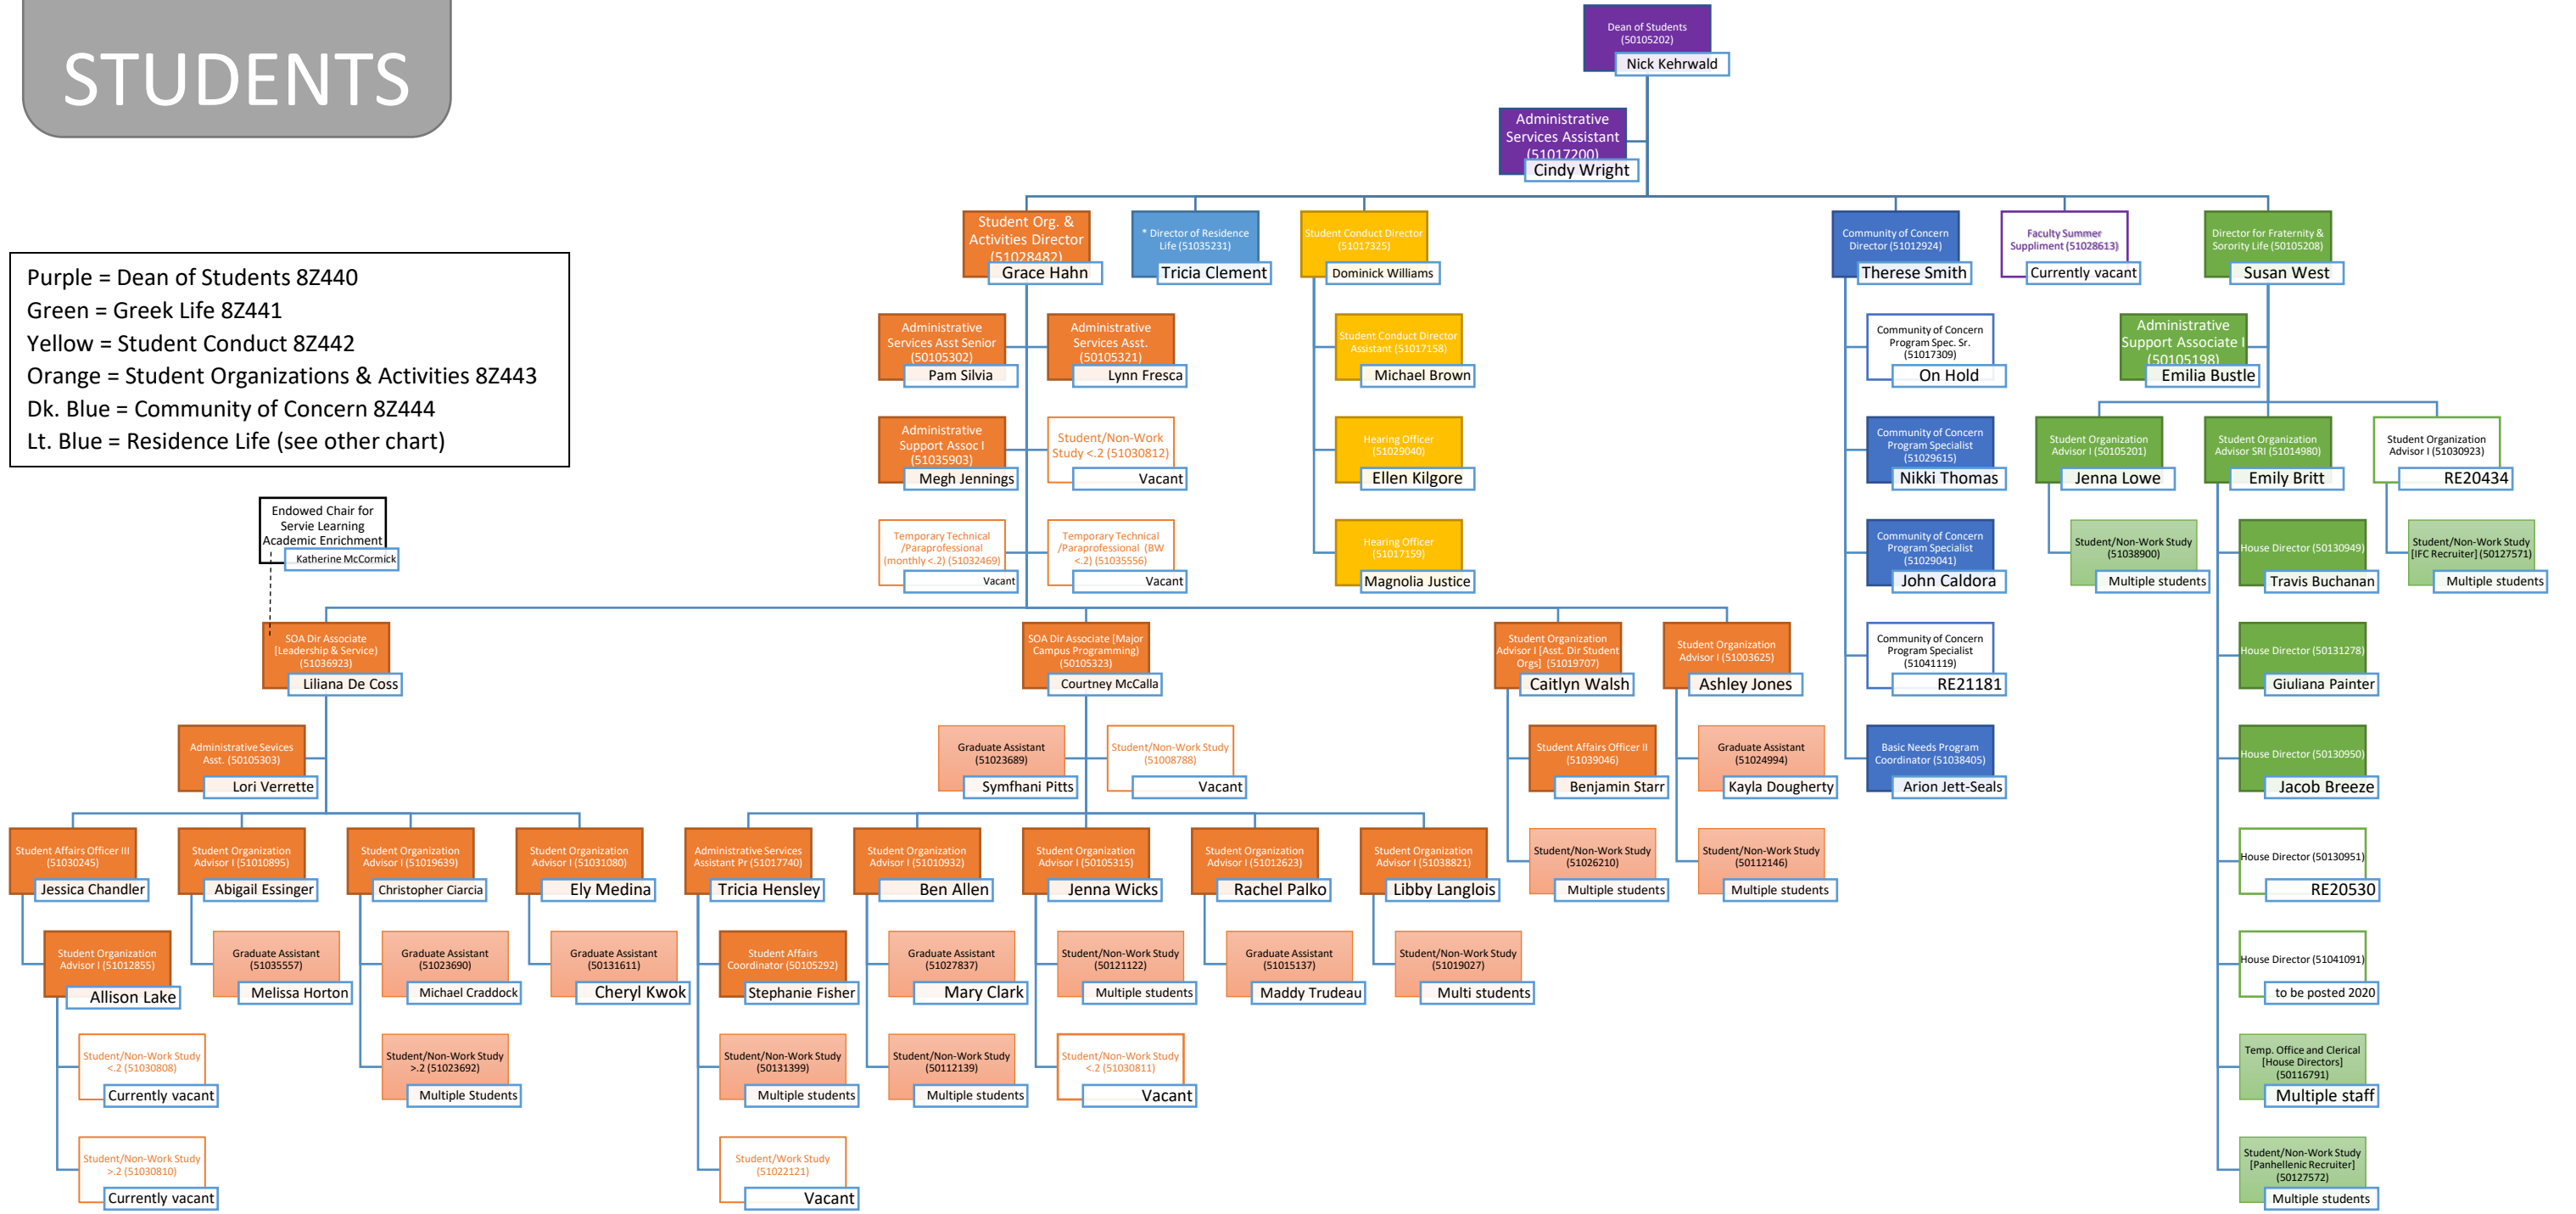 STUDENTS
Dean of Students
(50105202)
Nick Kehrwald
Administrative
Services Assistant
(51017200)
Cindy Wright
Purple = Dean of Students 8Z440
Green = Greek Life 8Z441
Yellow = Student Conduct 8Z442
Orange = Student Organizations & Activities 8Z443
Dk. Blue = Community of Concern 8Z444
Lt. Blue = Residence Life (see other chart)
Student Org. &
Activities Director
(51028482)
Grace Hahn
* Director of Residence
Life (51035231)
Tricia Clement
Student Conduct Director
(51017325)
Dominick Williams
Community of Concern
Director (51012924)
Therese Smith
Faculty Summer
Suppliment (51028613)
Currently vacant
Director for Fraternity &
Sorority Life (50105208)
Susan West
Administrative
Services Asst Senior
(50105302)
Pam Silvia
Administrative
Services Asst.
(50105321)
Lynn Fresca
Student Conduct Director
Assistant (51017158)
Michael Brown
Community of Concern
Program Spec. Sr.
(51017309)
On Hold
Administrative
Support Associate I
(50105198)
Emilia Bustle
Administrative
Support Assoc I
(51035903)
Megh Jennings
Student/Non-Work
Study <.2 (51030812)
Vacant
Hearing Officer
(51029040)
Ellen Kilgore
Community of Concern
Program Specialist
(51029615)
Nikki Thomas
Student Organization
Advisor I (50105201)
Jenna Lowe
Student Organization
Advisor SRI (51014980)
Emily Britt
Student Organization
Advisor I (51030923)
RE20434
Endowed Chair for
Servie Learning
Academic Enrichment
Katherine McCormick
Temporary Technical
/Paraprofessional
(monthly <.2) (51032469)
Vacant
Temporary Technical
/Paraprofessional (BW
<.2) (51035556)
Vacant
Hearing Officer
(51017159)
Magnolia Justice
Community of Concern
Program Specialist
(51029041)
John Caldora
Student/Non-Work Study
(51038900)
Multiple students
House Director (50130949)
Travis Buchanan
Student/Non-Work Study
[IFC Recruiter] (50127571)
Multiple students
SOA Dir Associate
[Leadership & Service)
(51036923)
Liliana De Coss
SOA Dir Associate [Major
Campus Programming)
(50105323)
Courtney McCalla
Student Organization
Advisor I [Asst. Dir Student
Orgs] (51019707)
Caitlyn Walsh
Student Organization
Advisor I (51003625)
Ashley Jones
Community of Concern
Program Specialist
(51041119)
RE21181
House Director (50131278)
Giuliana Painter
Administrative Sevices
Asst. (50105303)
Lori Verrette
Graduate Assistant
(51023689)
Symfhani Pitts
Student/Non-Work Study
(51008788)
Vacant
Student Affairs Officer II
(51039046)
Benjamin Starr
Graduate Assistant
(51024994)
Kayla Dougherty
Basic Needs Program
Coordinator (51038405)
Arion Jett-Seals
House Director (50130950)
Jacob Breeze
Student Affairs Officer III
(51030245)
Jessica Chandler
Student Organization
Advisor I (51010895)
Abigail Essinger
Student Organization
Advisor I (51019639)
Christopher Ciarcia
Student Organization
Advisor I (51031080)
Ely Medina
Administrative Services
Assistant Pr (51017740)
Tricia Hensley
Student Organization
Advisor I (51010932)
Ben Allen
Student Organization
Advisor I (50105315)
Jenna Wicks
Student Organization
Advisor I (51012623)
Rachel Palko
Student Organization
Advisor I (51038821)
Libby Langlois
Student/Non-Work Study
(51026210)
Multiple students
Student/Non-Work Study
(50112146)
Multiple students
House Director (50130951)
RE20530
Student Organization
Advisor I (51012855)
Allison Lake
Graduate Assistant
(51035557)
Melissa Horton
Graduate Assistant
(51023690)
Michael Craddock
Graduate Assistant
(50131611)
Cheryl Kwok
Student Affairs
Coordinator (50105292)
Stephanie Fisher
Graduate Assistant
(51027837)
Mary Clark
Student/Non-Work Study
(50121122)
Multiple students
Graduate Assistant
(51015137)
Maddy Trudeau
Student/Non-Work Study
(51019027)
Multi students
House Director (51041091)
to be posted 2020
Student/Non-Work Study
<.2 (51030808)
Currently vacant
Student/Non-Work Study
>.2 (51023692)
Multiple Students
Student/Non-Work Study
(50131399)
Multiple students
Student/Non-Work Study
(50112139)
Multiple students
Student/Non-Work Study
<.2 (51030811)
Vacant
Temp. Office and Clerical
[House Directors]
(50116791)
Multiple staff
Student/Non-Work Study
>.2 (51030810)
Currently vacant
Student/Work Study
(51022121)
Vacant
Student/Non-Work Study
[Panhellenic Recruiter]
(50127572)
Multiple students